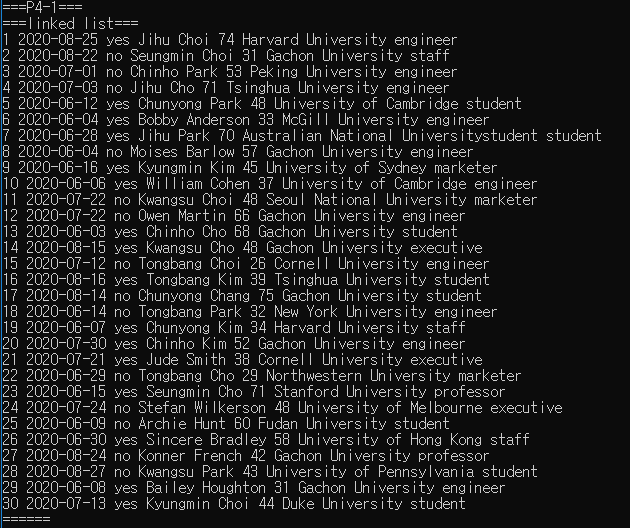 ===P4-1===
===linked list===
1 2020-08-25 yes Jihu Choi 74 Harvard University engineer
2 2020-08-22 no Seungmin Choi 31 Gachon University staff
3 2020-07-01 no Chinho Park 53 Peking University engineer
4 2020-07-03 no Jihu Cho 71 Tsinghua University engineer
5 2020-06-12 yes Chunyong Park 48 University of Cambridge student
6 2020-06-04 yes Bobby Anderson 33 McGill University engineer
7 2020-06-28 yes Jihu Park 70 Australian National Universitystudent student
8 2020-06-04 no Moises Barlow 57 Gachon University engineer
9 2020-06-16 yes Kyungmin Kim 45 University of Sydney marketer
10 2020-06-06 yes William Cohen 37 University of Cambridge engineer
11 2020-07-22 no Kwangsu Choi 48 Seoul National University marketer
12 2020-07-22 no Owen Martin 66 Gachon University engineer
13 2020-06-03 yes Chinho Cho 68 Gachon University student
14 2020-08-15 yes Kwangsu Cho 48 Gachon University executive
15 2020-07-12 no Tongbang Choi 26 Cornell University engineer
16 2020-08-16 yes Tongbang Kim 39 Tsinghua University student
17 2020-08-14 no Chunyong Chang 75 Gachon University student
18 2020-06-14 no Tongbang Park 32 New York University engineer
19 2020-06-07 yes Chunyong Kim 34 Harvard University staff
20 2020-07-30 yes Chinho Kim 52 Gachon University engineer
21 2020-07-21 yes Jude Smith 38 Cornell University executive
22 2020-06-29 no Tongbang Cho 29 Northwestern University marketer
23 2020-06-15 yes Seungmin Cho 71 Stanford University professor
24 2020-07-24 no Stefan Wilkerson 48 University of Melbourne executive
25 2020-06-09 no Archie Hunt 60 Fudan University student
26 2020-06-30 yes Sincere Bradley 58 University of Hong Kong staff
27 2020-08-24 no Konner French 42 Gachon University professor
28 2020-08-27 no Kwangsu Park 43 University of Pennsylvania student
29 2020-06-08 yes Bailey Houghton 31 Gachon University engineer
30 2020-07-13 yes Kyungmin Choi 44 Duke University student
======